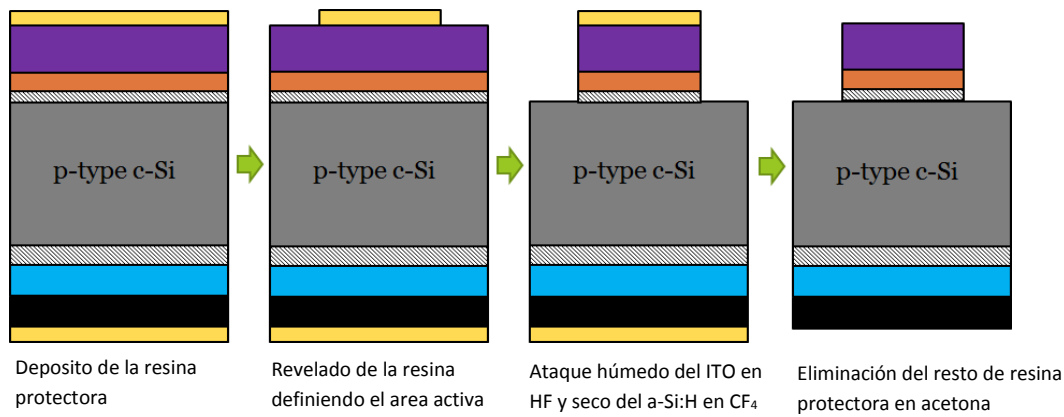 p-type c-Si
p-type c-Si
p-type c-Si
p-type c-Si
Deposito de la resina
protectora
Revelado de la resina
definiendo el area activa
Ataque húmedo del ITO en
HF y seco del a-Si:H en CF₄
Eliminación del resto de resina
protectora en acetona